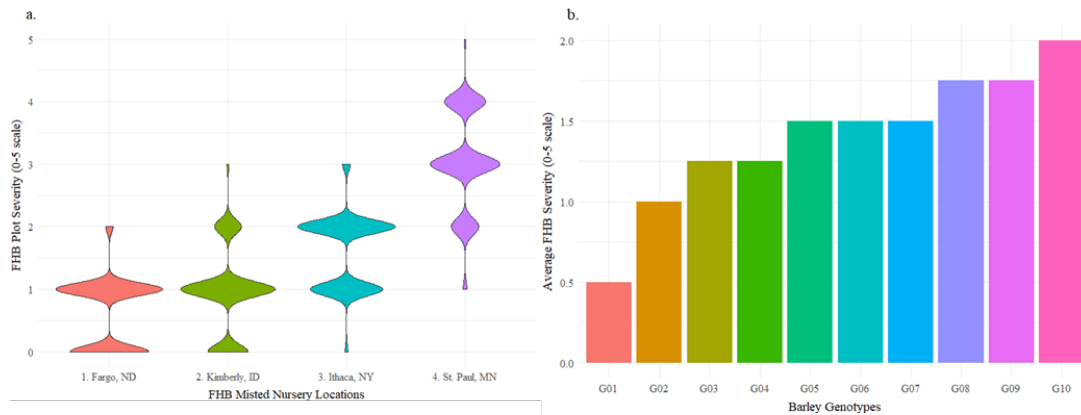 a.
FHB Plot Severity (0-5 scale)
5
4
3
2
1
0
1. Fargo, ND 2. Kimberly, ID 3. Ithaca, NY 4. St. Paul, MN
FHB Misted Nursery Locations
b.
Average FHB Severity (0-5 scale)
2.0
1.5
1.0
0.5
0.0
G01 G02 G03 G04 G05 G06 G07 G08 G09 G10
Barley Genotypes